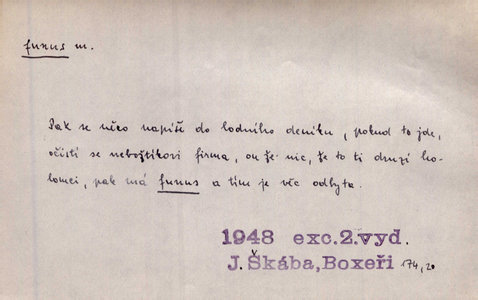 funus m.
Pak se něco napíše do lodního deníku, pokud to jde,
očistí se nebožtíkovi firma, on že nic, že to ti druzí ho-
lomci, pak má funus a tím je věc odbyta.
1948 exc.2.vyd.
J.Škába,Boxeři 174,20